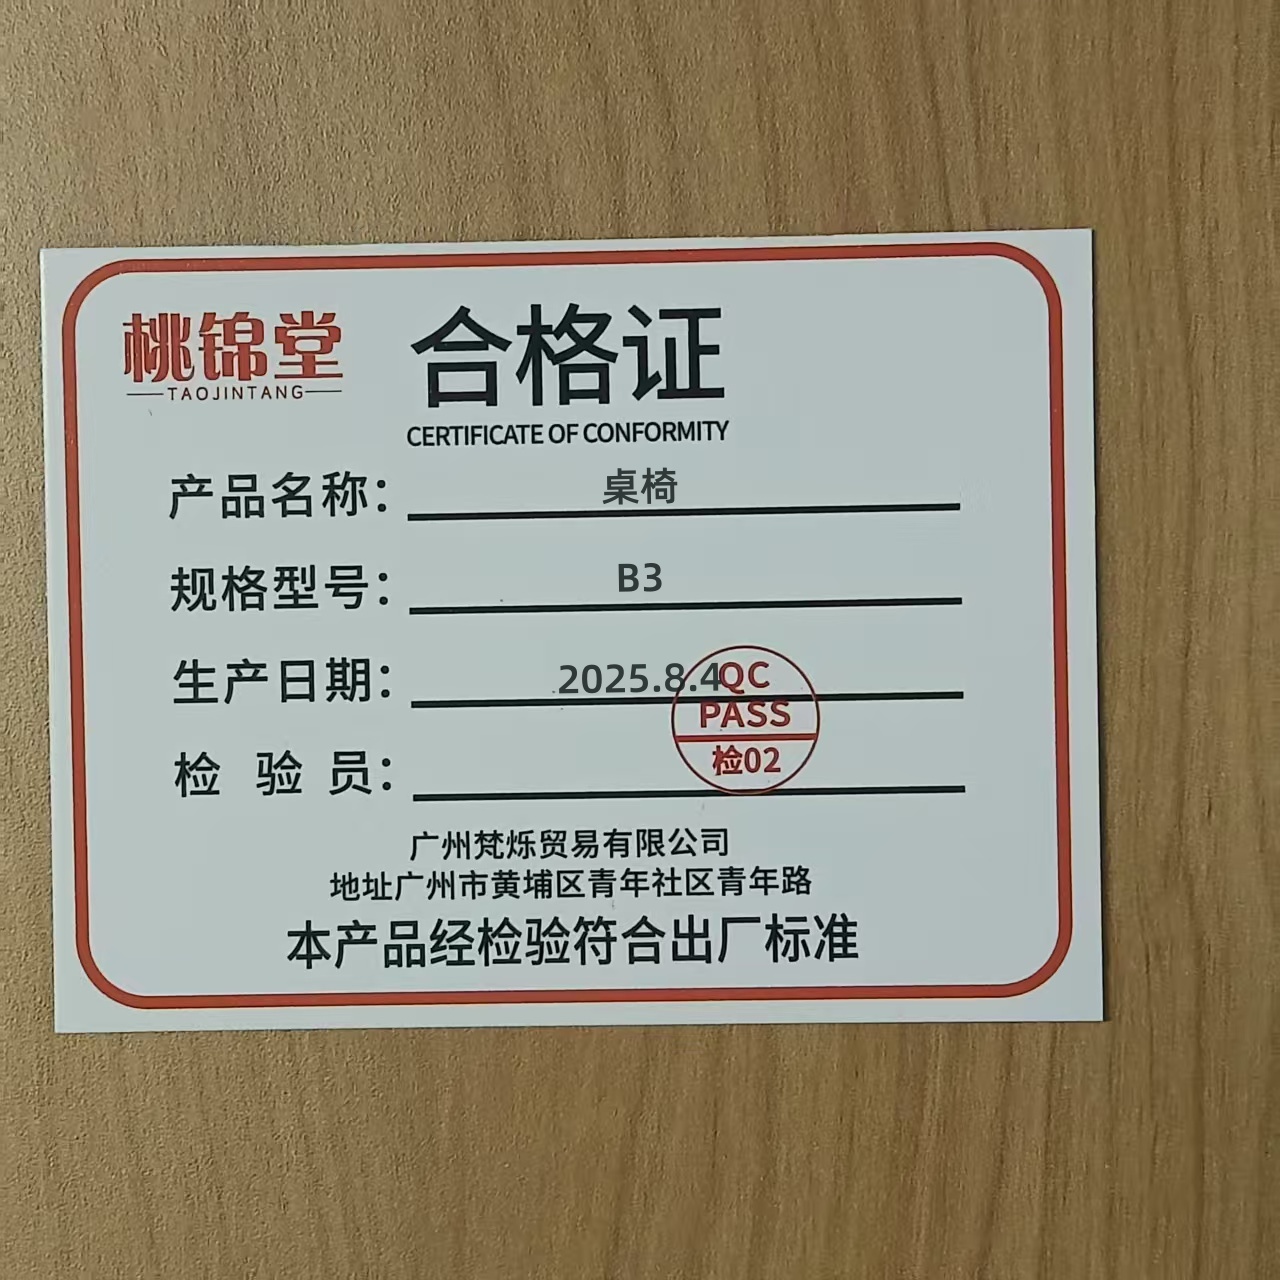 桃锦堂
TAOJINTANG
合格证
CERTIFICATE OF CONFORMITY
产品名称： 桌椅
规格型号： B3
生产日期： 2025.8.4
QC
PASS
检02
检 验 员：
广州梵烁贸易有限公司
地址广州市黄埔区青年社区青年路
本产品经检验符合出厂标准